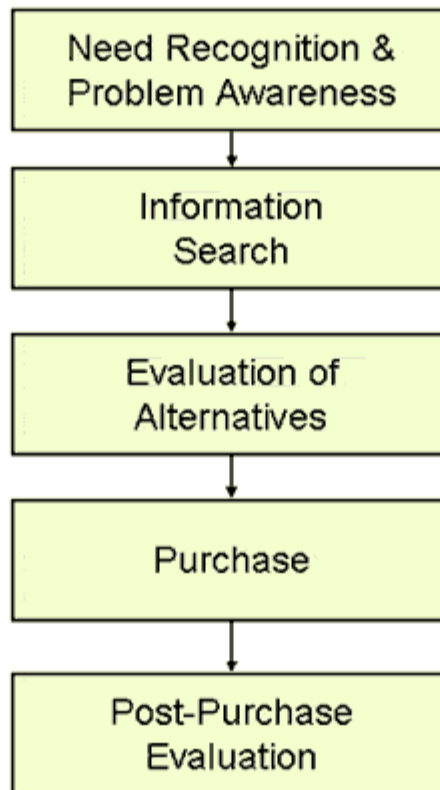 Need Recognition &
Problem Awareness
Information
Search
Evaluation of
Alternatives
Purchase
Post-Purchase
Evaluation